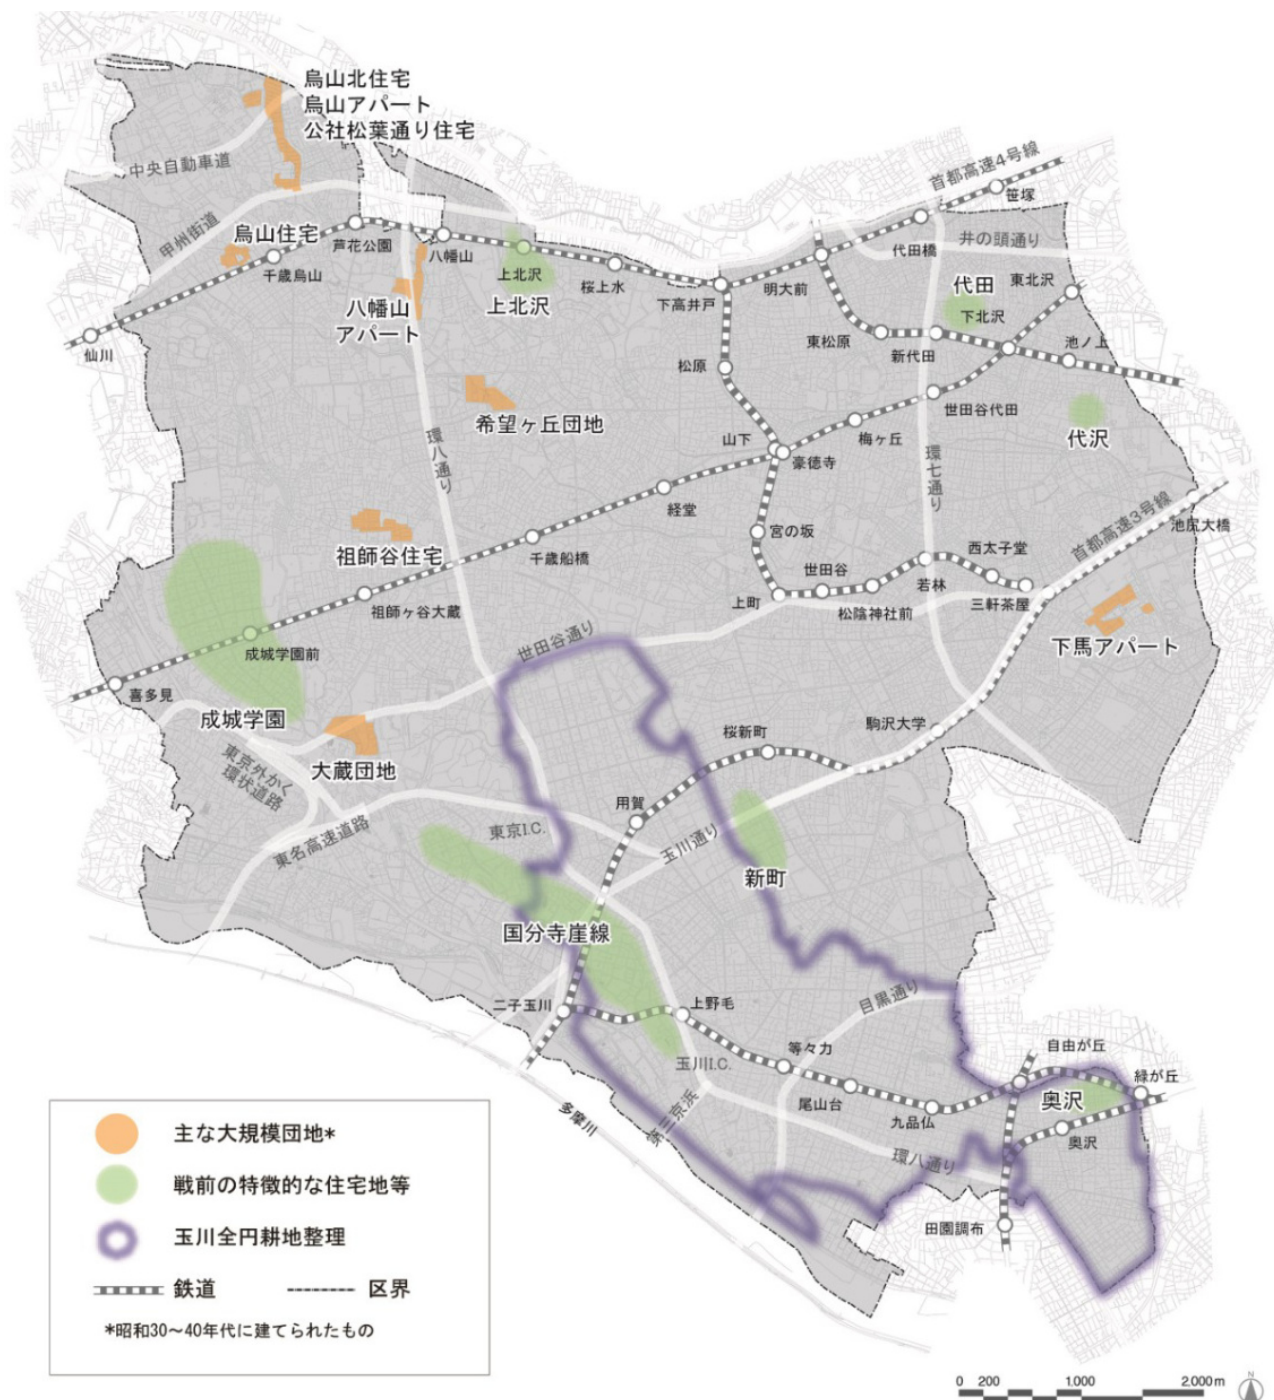 烏山北住宅
烏山アパート
公社松葉通り住宅
中央自動車道
甲州街道
烏山住宅
芦花公園
千歳烏山
八幡山
八幡山
アパート
上北沢
上北沢
桜上水
下高井戸
明大前
代田橋
首都高速4号線
笹塚
井の頭通り
代田
東北沢
下北沢
東松原
新代田
池ノ上
仙川
松原
世田谷代田
代沢
希望ヶ丘団地
環八通り
山下
豪徳寺
梅ヶ丘
環七通り
経堂
宮の坂
首都高速3号線
池尻大橋
祖師谷住宅
千歳船橋
祖師ヶ谷大蔵
上町
世田谷
松陰神社前
若林
西太子堂
三軒茶屋
下馬アパート
成城学園前
喜多見
成城学園
世田谷通り
大蔵団地
東京外かく
環状道路
東名高速道路
桜新町
駒沢大学
用賀
東京I.C.
玉川通り
新町
国分寺崖線
二子玉川
上野毛
目黒通り
玉川I.C.
等々力
自由が丘
緑が丘
尾山台
九品仏
奥沢
奥沢
多摩川
第三京浜
環八通り
田園調布
主な大規模団地*
戦前の特徴的な住宅地等
玉川全円耕地整理
鉄道 区界
*昭和30～40年代に建てられたもの
0 200 1,000 2,000m
N